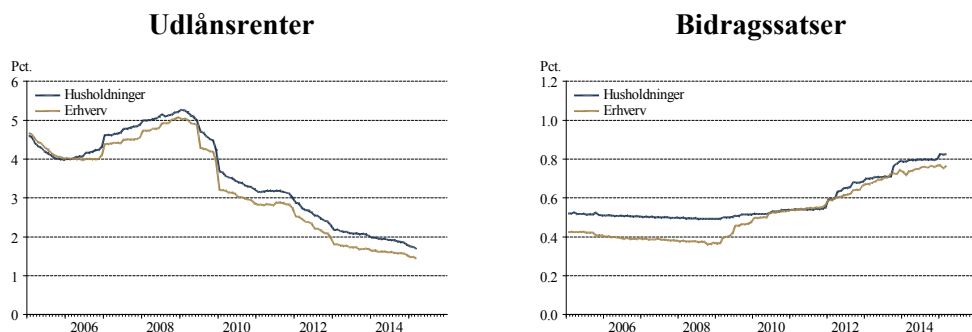 Udlånsrenter
Pct.
6
Husholdninger
Erhverv
5
4
3
2
1
0
2006 2008 2010 2012 2014
Bidragssatser
Pct.
1.2
Husholdninger
Erhverv
1.0
0.8
0.6
0.4
0.2
0.0
2006 2008 2010 2012 2014